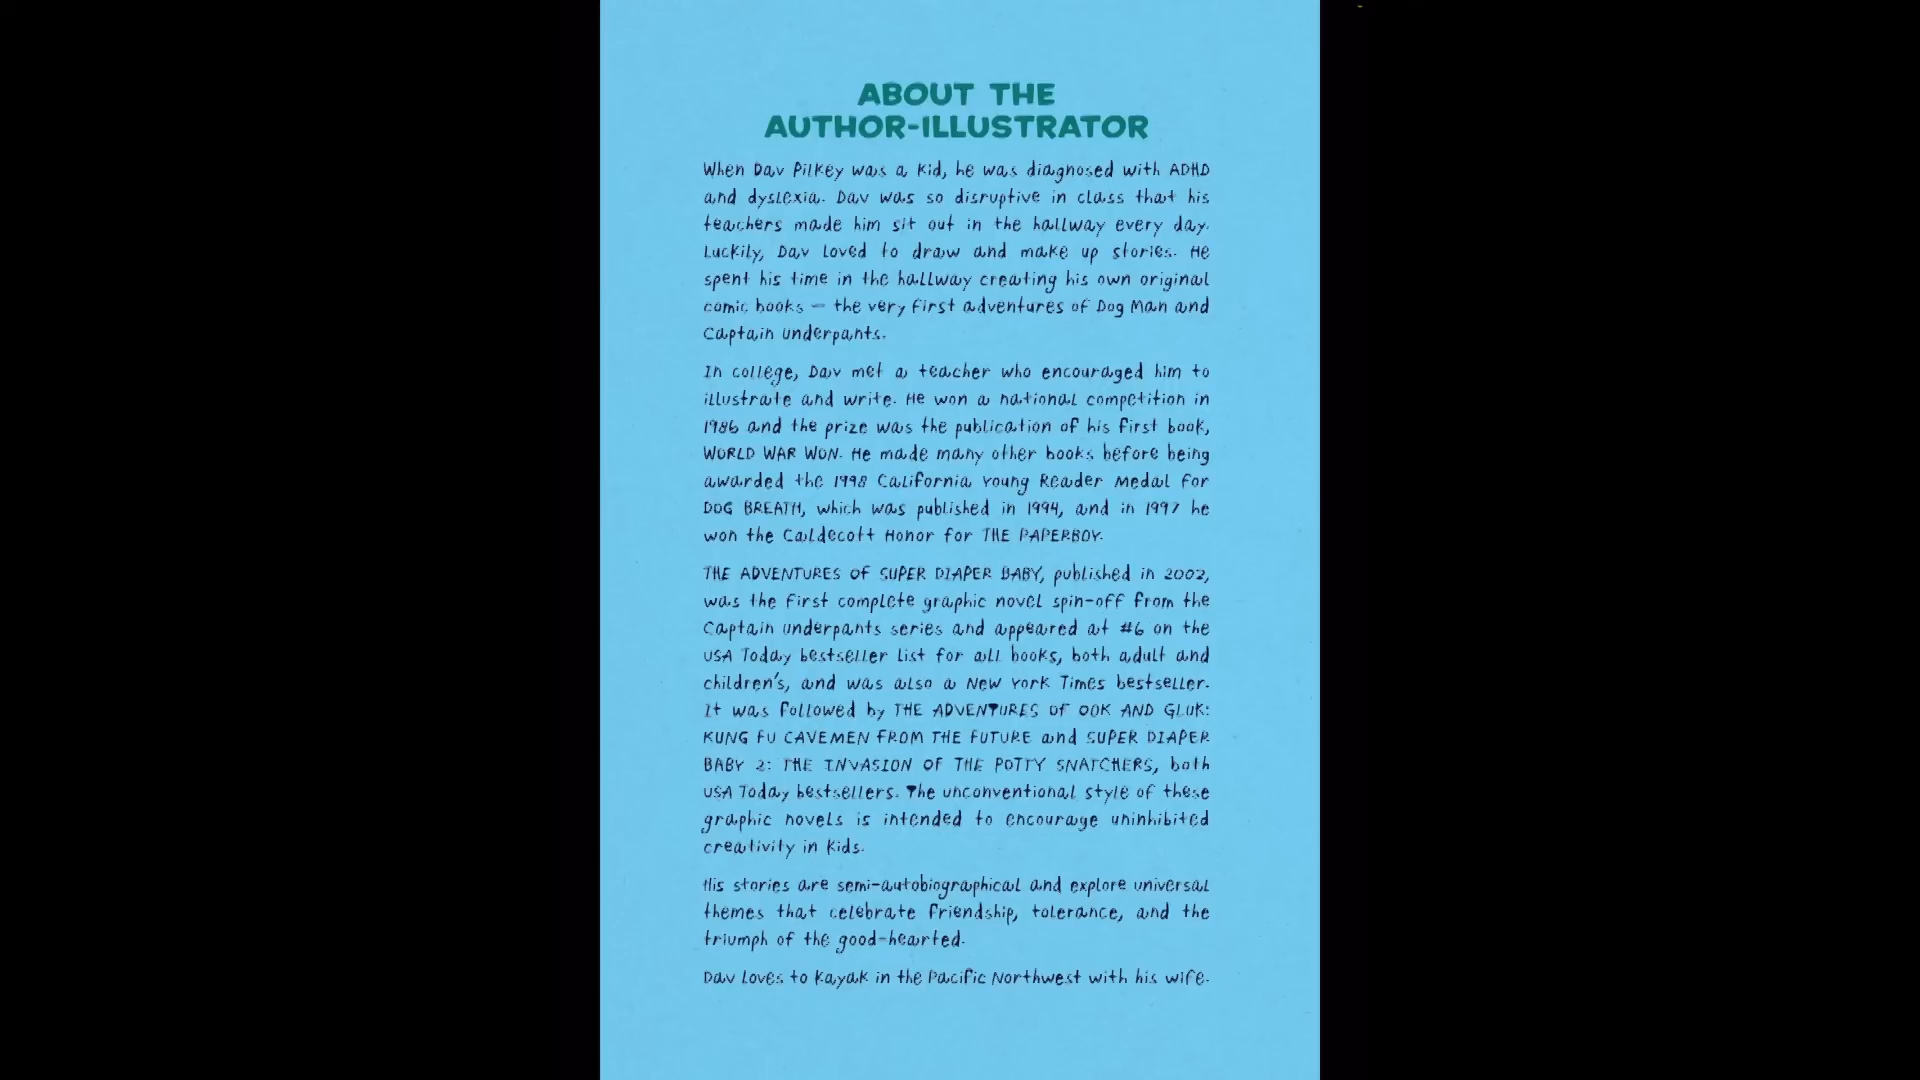 ABOUT THE
AUTHOR-ILLUSTRATOR
When Dav Pilkey was a kid, he was diagnosed with ADHD
and dyslexia. Dav was so disruptive in class that his
teachers made him sit out in the hallway every day.
Luckily, Dav loved to draw and make up stories. He
spent his time in the hallway creating his own original
comic books — the very first adventures of Dog Man and
Captain Underpants.
In college, Dav met a teacher who encouraged him to
illustrate and write. He won a national competition in
1986 and the prize was the publication of his first book,
WORLD WAR WON. He made many other books before being
awarded the 1998 California Young Reader Medal for
DOG BREATH, which was published in 1994, and in 1997 he
won the Caldecott Honor for THE PAPERBOY.
THE ADVENTURES OF SUPER DIAPER BABY, published in 2002,
was the first complete graphic novel spin-off from the
Captain Underpants series and appeared at #6 on the
USA Today bestseller list for all books, both adult and
children's, and was also a New York Times bestseller.
It was followed by THE ADVENTURES OF OOK AND GLUK:
KUNG FU CAVEMEN FROM THE FUTURE and SUPER DIAPER
BABY 2: THE INVASION OF THE POTTY SNATCHERS, both
USA Today bestsellers. The unconventional style of these
graphic novels is intended to encourage uninhibited
creativity in kids.
His stories are semi-autobiographical and explore universal
themes that celebrate friendship, tolerance, and the
triumph of the good-hearted.
Dav loves to kayak in the Pacific Northwest with his wife.